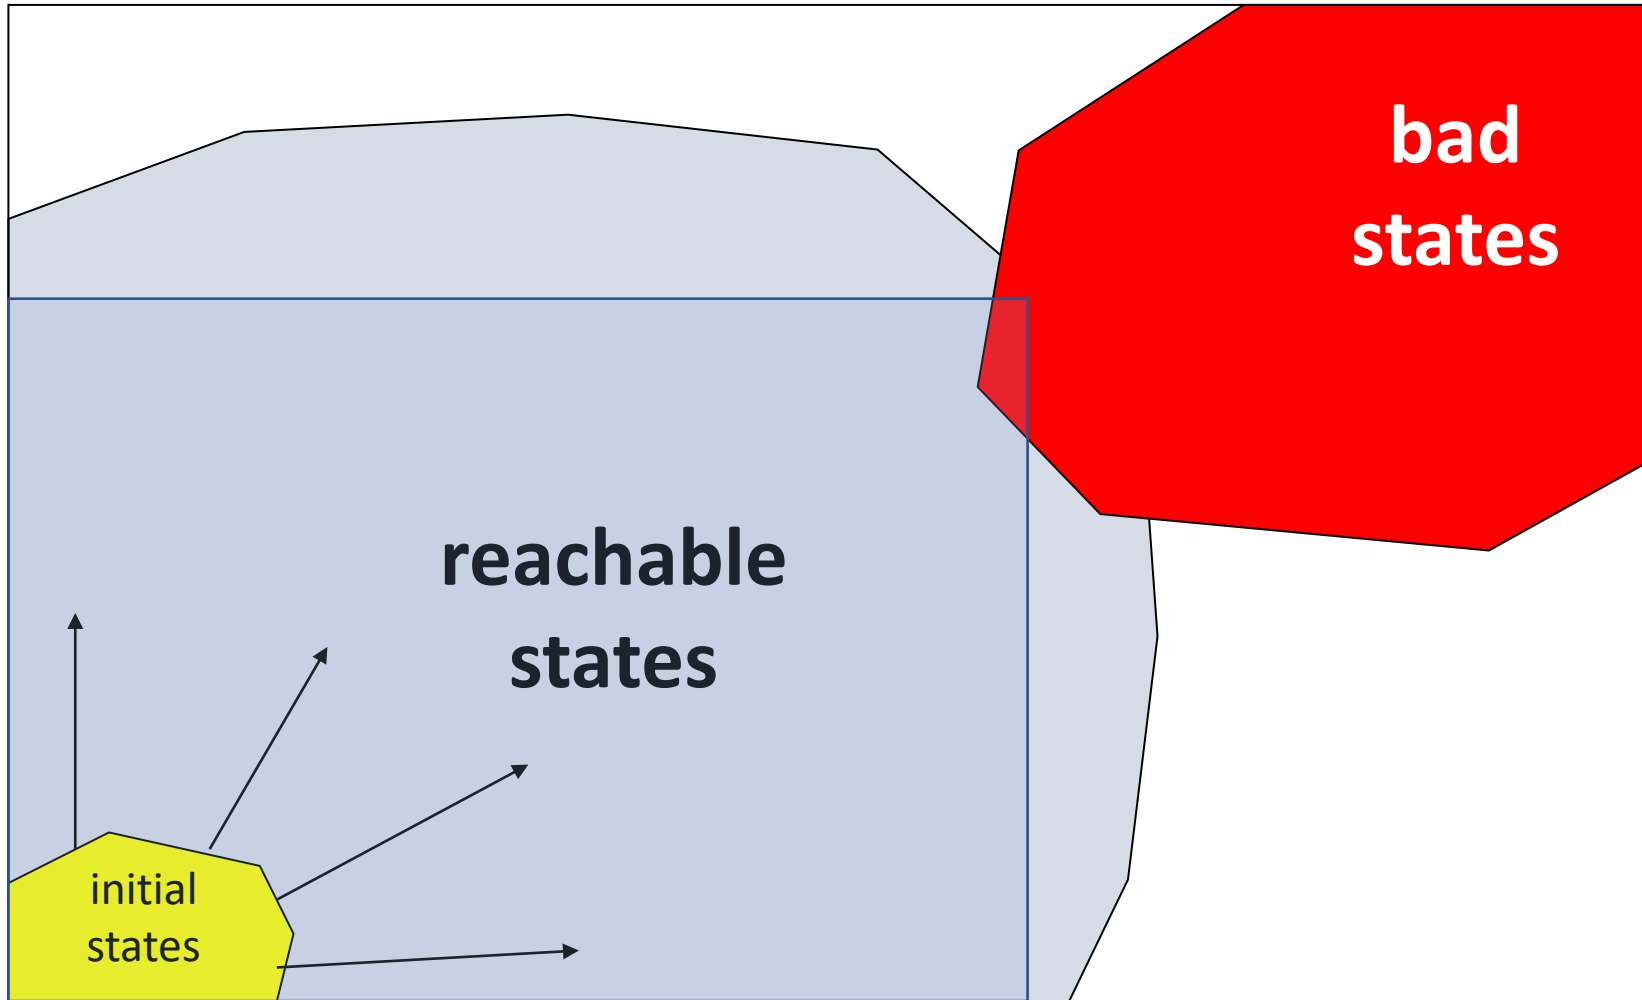 bad
states
reachable
states
initial
states